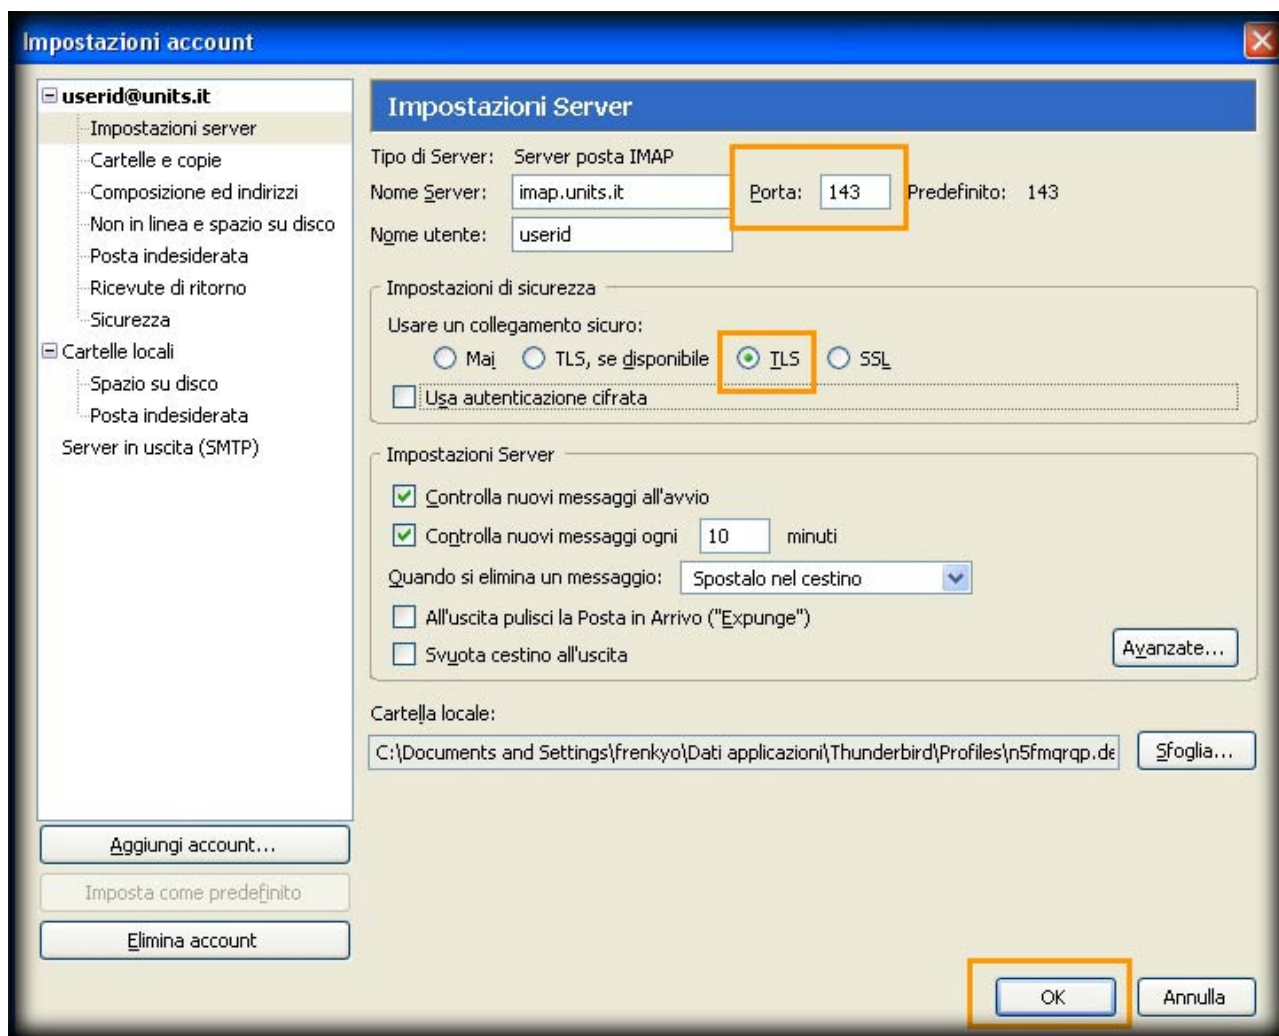 Impostazioni account
userid@units.it
Impostazioni server
Cartelle e copie
Composizione ed indirizzi
Non in linea e spazio su disco
Posta indesiderata
Ricevute di ritorno
Sicurezza
Cartelle locali
Spazio su disco
Posta indesiderata
Server in uscita (SMTP)
Aggiungi account...
Imposta come predefinito
Elimina account
Impostazioni Server
Tipo di Server: Server posta IMAP
Nome Server: imap.units.it Porta: 143 Predefinito: 143
Nome utente: userid
Impostazioni di sicurezza
Usare un collegamento sicuro:
Mai TLS, se disponibile TLS SSL
Usa autenticazione cifrata
Impostazioni Server
Controlla nuovi messaggi all'avvio
Controlla nuovi messaggi ogni 10 minuti
Quando si elimina un messaggio: Spostalo nel cestino
All'uscita pulisci la Posta in Arrivo ("Expunge")
Svuota cestino all'uscita
Avanzate...
Cartella locale:
C:\Documents and Settings\frenkyo\Dati applicazioni\Thunderbird\Profiles\n5fmqrqp.de Sfoglia...
OK Annulla